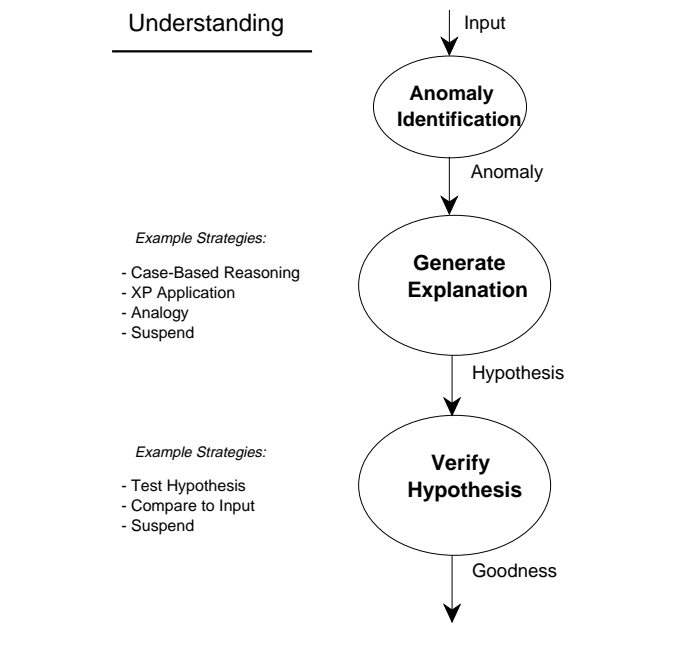 Understanding
Input
Anomaly
Identification
Anomaly
Example Strategies:
- Case-Based Reasoning
- XP Application
- Analogy
- Suspend
Generate
Explanation
Hypothesis
Example Strategies:
- Test Hypothesis
- Compare to Input
- Suspend
Verify
Hypothesis
Goodness